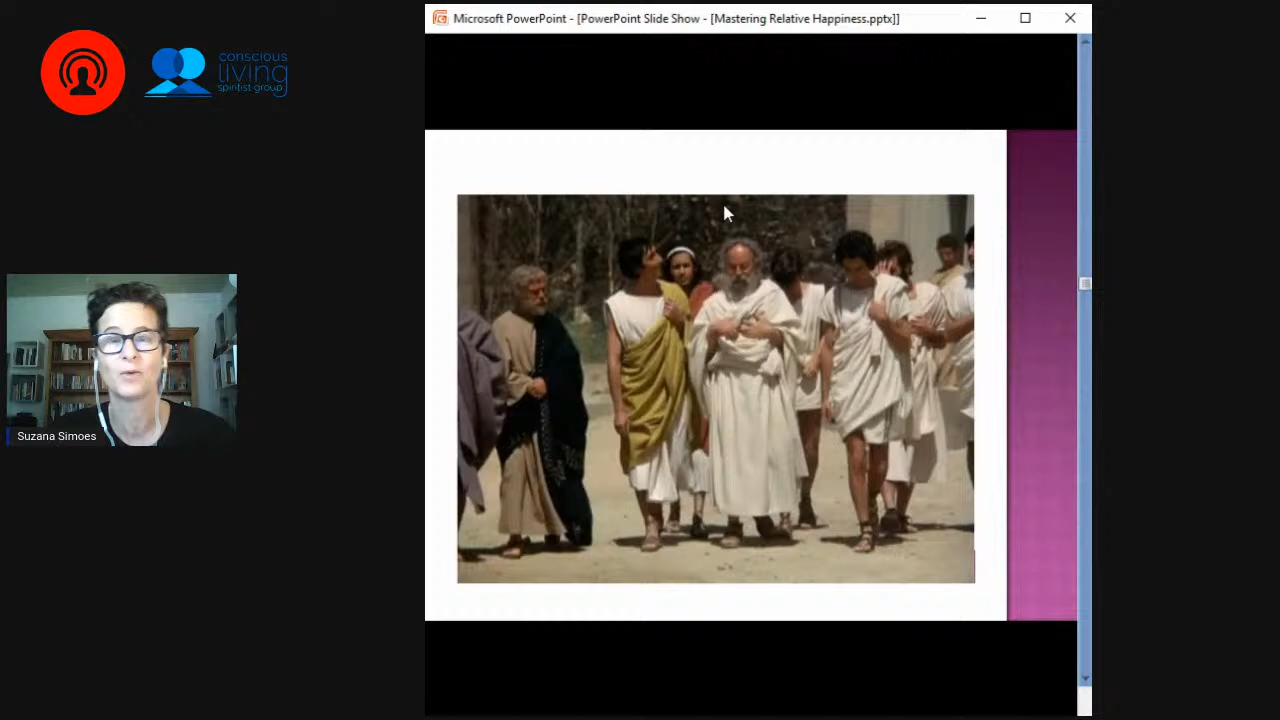 Microsoft PowerPoint - [PowerPoint Slide Show - [Mastering Relative Happiness.pptx]]
conscious
living
spiritist group
Suzana Simoes